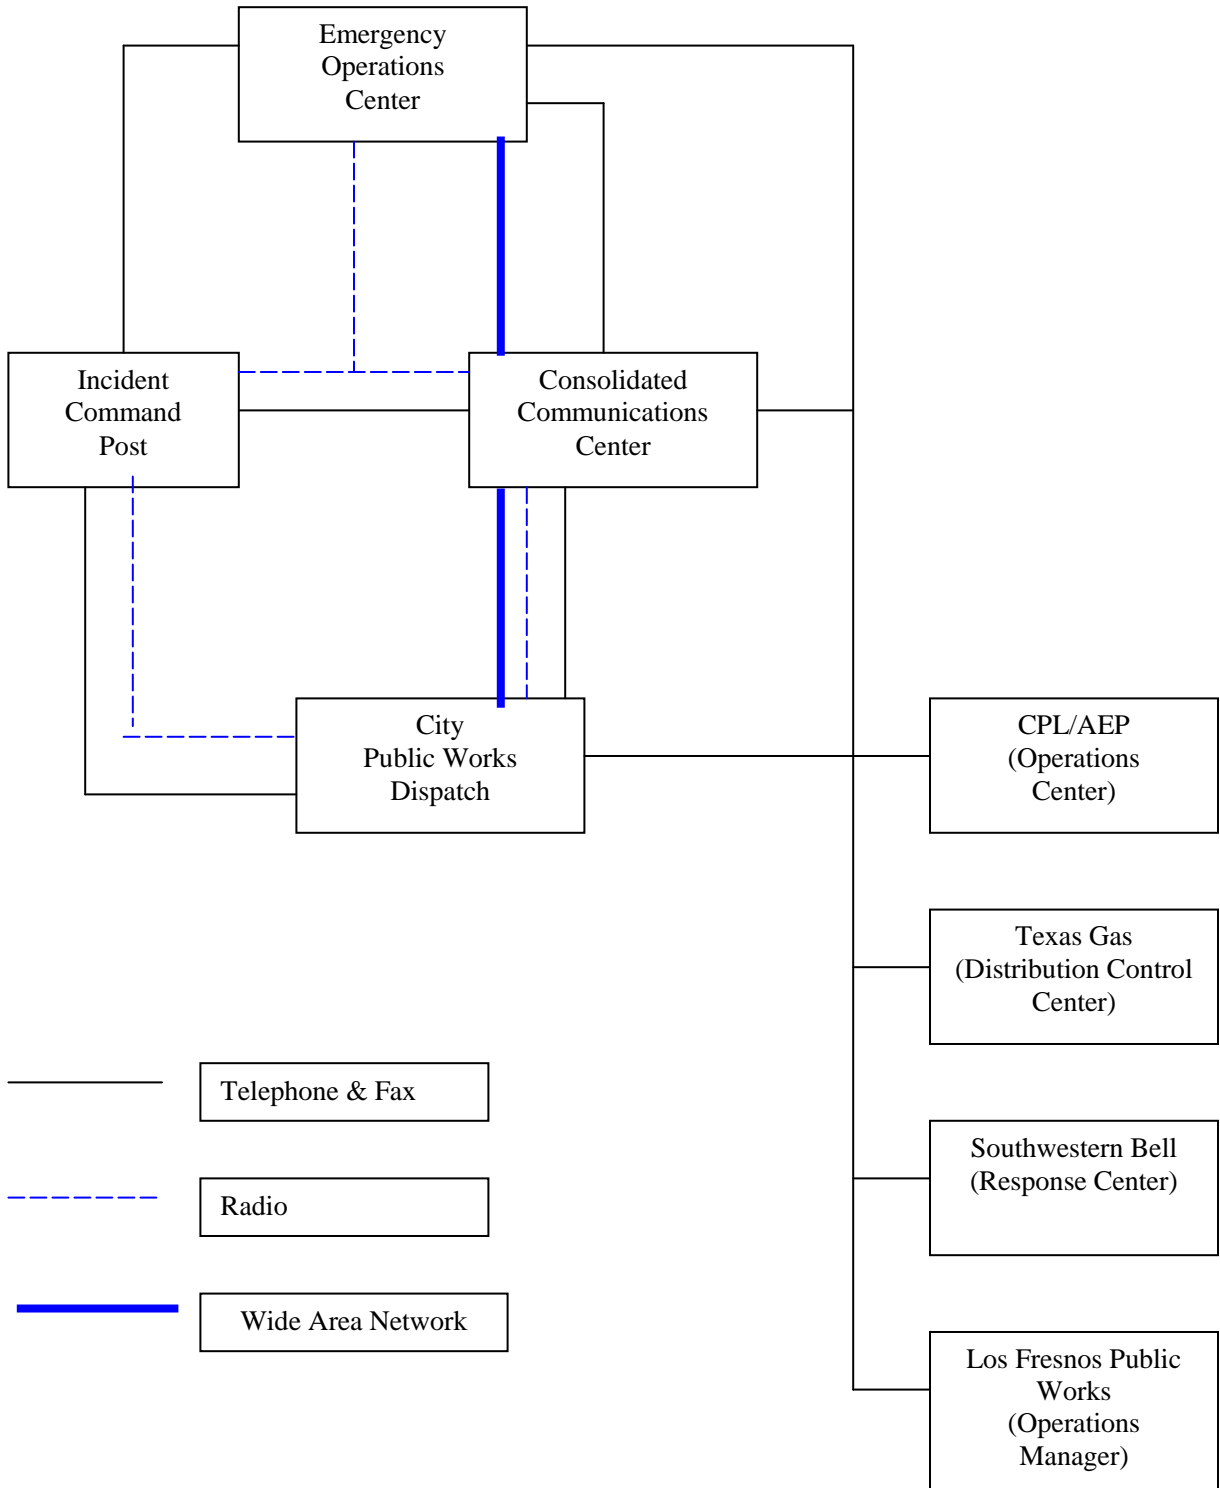 Emergency
Operations
Center
Incident
Command
Post
Consolidated
Communications
Center
City
Public Works
Dispatch
CPL/AEP
(Operations
Center)
Texas Gas
(Distribution Control
Center)
Southwestern Bell
(Response Center)
Los Fresnos Public
Works
(Operations
Manager)
Telephone & Fax
Radio
Wide Area Network